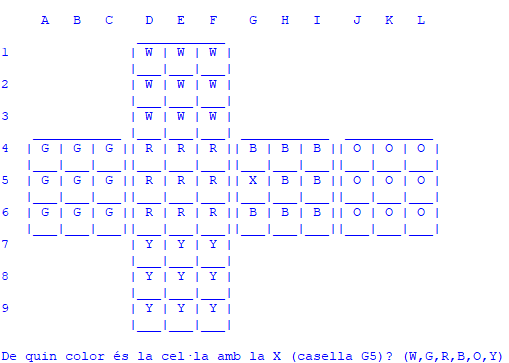 A B C D E F G H I J K L
____________
1 | W | W | W |
|___|___|___|
2 | W | W | W |
|___|___|___|
3 | W | W | W |
___________ |___|___|___| ___________ ___________
4 | G | G | G || R | R | R || B | B | B || O | O | O |
|___|___|___||___|___|___||___|___|___||___|___|___|
5 | G | G | G || R | R | R || X | B | B || O | O | O |
|___|___|___||___|___|___||___|___|___||___|___|___|
6 | G | G | G || R | R | R || B | B | B || O | O | O |
|___|___|___||___|___|___||___|___|___||___|___|___|
7 | Y | Y | Y |
|___|___|___|
8 | Y | Y | Y |
|___|___|___|
9 | Y | Y | Y |
|___|___|___|
De quin color és la cel·la amb la X (casella G5)? (W,G,R,B,O,Y)